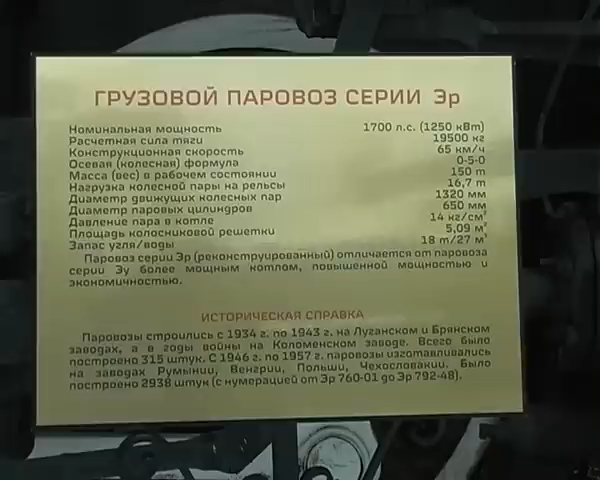 ГРУЗОВОЙ ПАРОВОЗ СЕРИИ Эр
Номинальная мощность 1700 л.с. (1250 кВт)
Расчетная сила тяги 19500 кг
Конструкционная скорость 65 км/ч
Осевая (колесная) формула 0-5-0
Масса (вес) в рабочем состоянии 150 т
Нагрузка колесной пары на рельсы 16,7 т
Диаметр движущих колесных пар 1320 мм
Диаметр паровых цилиндров 650 мм
Давление пара в котле 14 кг/см²
Площадь колосниковой решетки 5,09 м²
Запас угля/воды 18 т/27 м³
Паровоз серии Эр (реконструированный) отличается от паровоза
серии Эу более мощным котлом, повышенной мощностью и
экономичностью.
ИСТОРИЧЕСКАЯ СПРАВКА
Паровозы строились с 1934 г. по 1943 г. на Луганском и Брянском
заводах, а в годы войны на Коломенском заводе. Всего было
построено 315 штук. С 1946 г. по 1957 г. паровозы изготавливались
на заводах Румынии, Венгрии, Польши, Чехословакии. Было
построено 2938 штук (с нумерацией от Эр 760-01 до Эр 792-48).